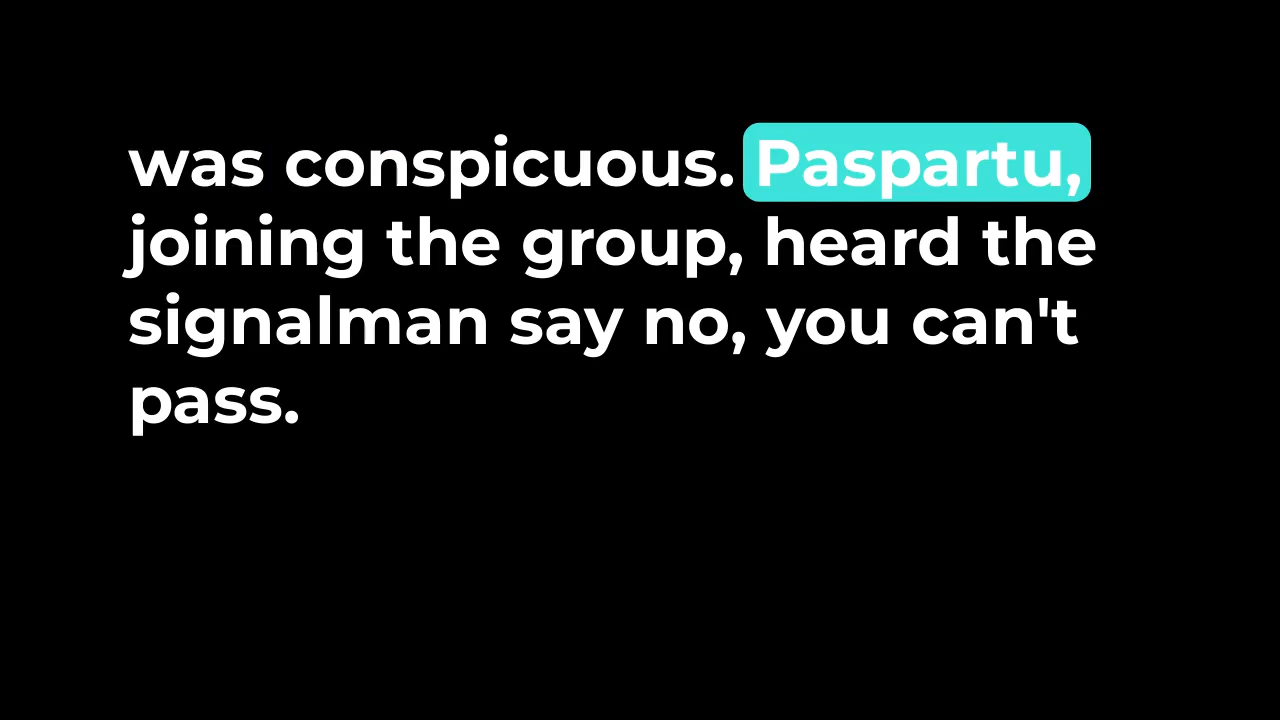 was conspicuous. Paspartu,
joining the group, heard the
signalman say no, you can't
pass.